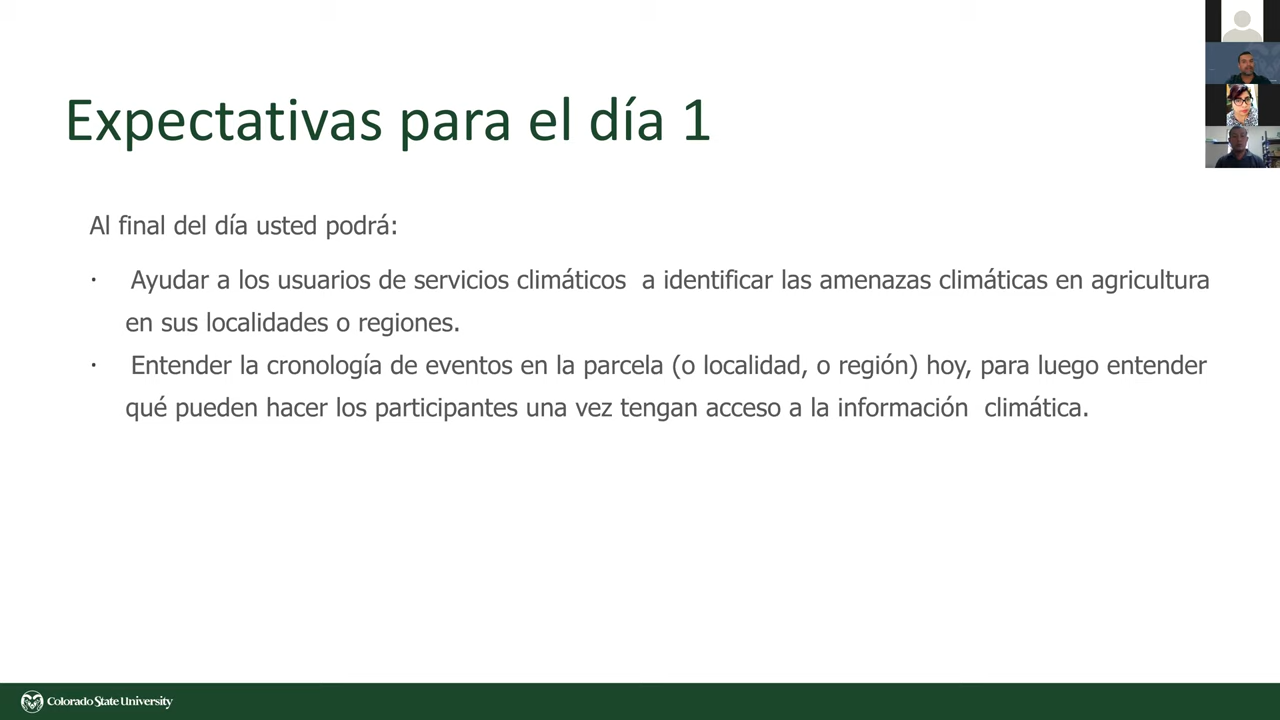 Expectativas para el día 1
Al final del día usted podrá:
· Ayudar a los usuarios de servicios climáticos a identificar las amenazas climáticas en agricultura
en sus localidades o regiones.
· Entender la cronología de eventos en la parcela (o localidad, o región) hoy, para luego entender
qué pueden hacer los participantes una vez tengan acceso a la información climática.
Colorado State University